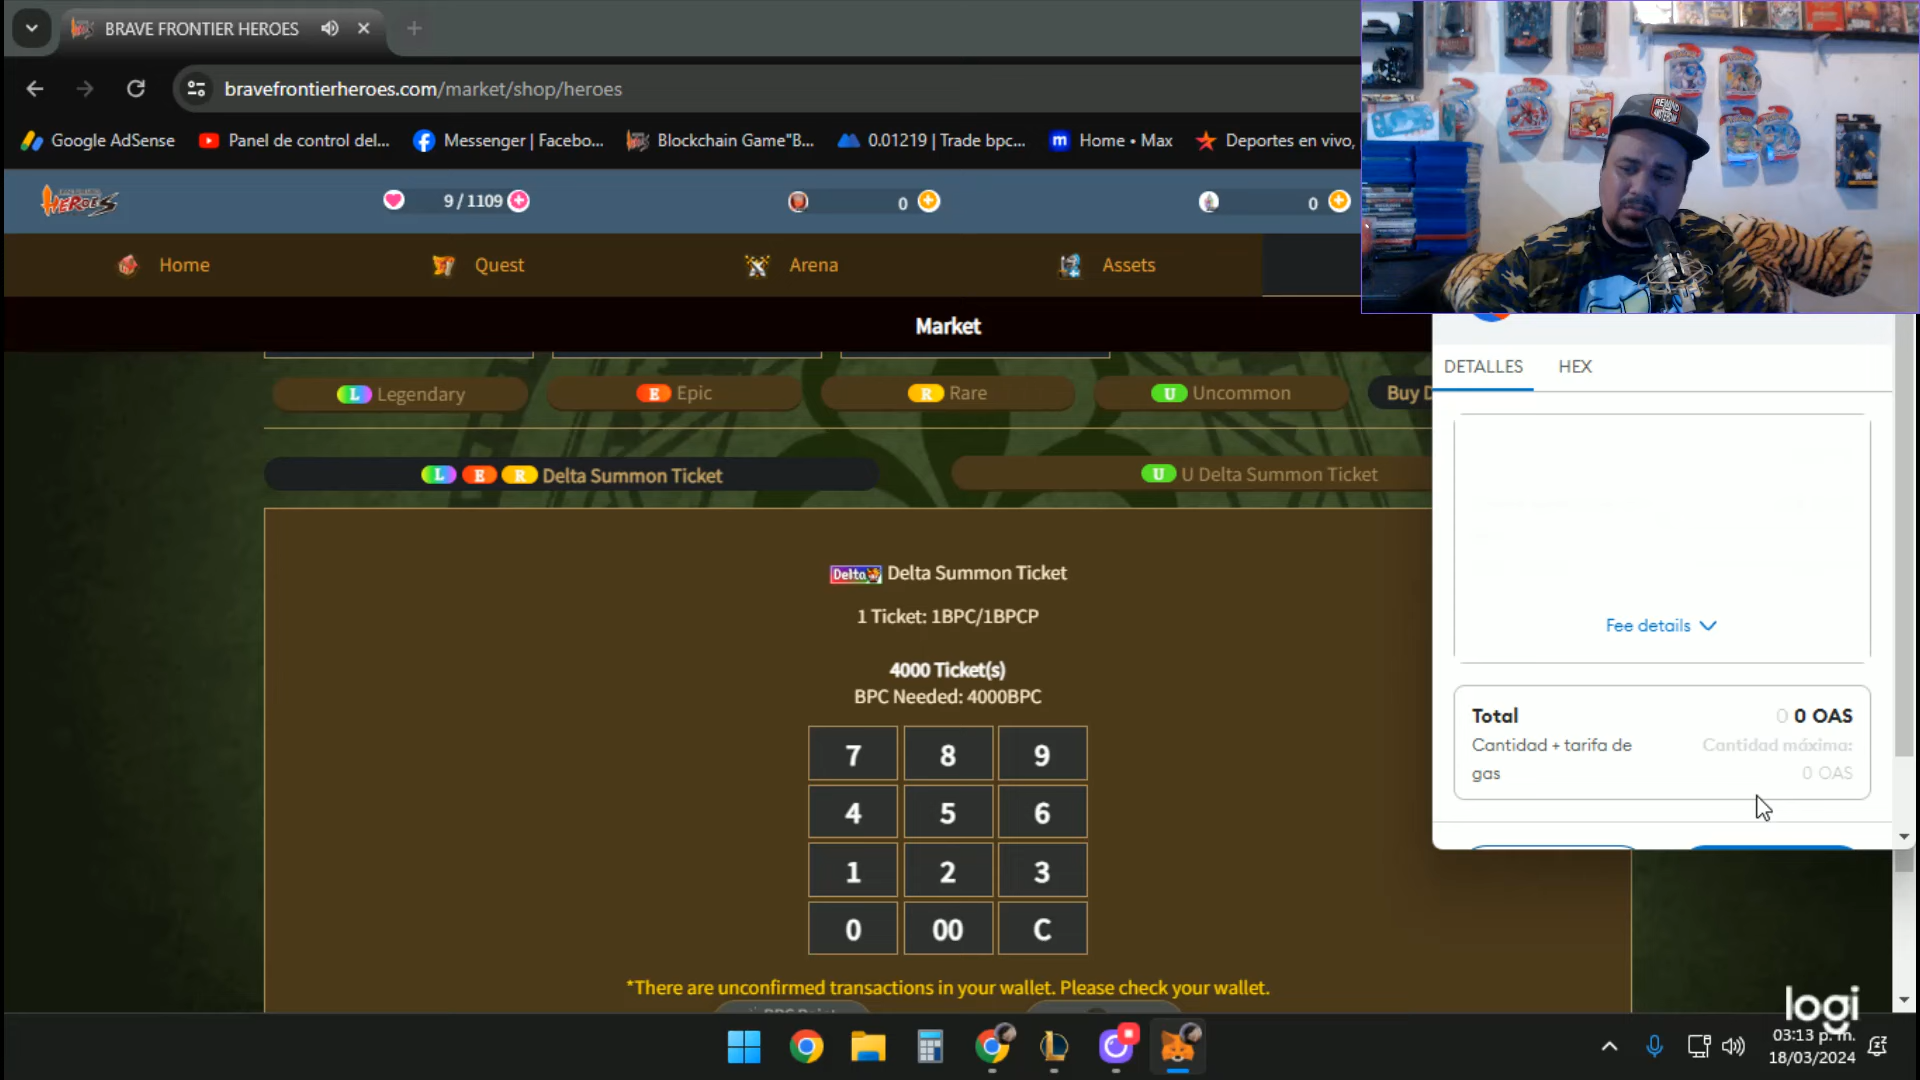 BRAVE FRONTIER HEROES
bravefrontierheroes.com/market/shop/heroes
Google AdSense
Panel de control del...
Messenger | Facebo...
Blockchain Game"B...
0.01219 | Trade bpc...
m Home • Max
Deportes en vivo,
HEROES
9 / 1109
0
0
Home
Quest
Arena
Assets
Market
L Legendary
E Epic
R Rare
U Uncommon
Buy D
L E R Delta Summon Ticket
U U Delta Summon Ticket
Delta Delta Summon Ticket
1 Ticket: 1BPC/1BPCP
4000 Ticket(s)
BPC Needed: 4000BPC
7 8 9
4 5 6
1 2 3
0 00 C
*There are unconfirmed transactions in your wallet. Please check your wallet.
REWIND
DETALLES
HEX
Fee details
Total
0 0 OAS
Cantidad + tarifa de gas
Cantidad máxima:
0 OAS
logi
03:13 p. m.
18/03/2024